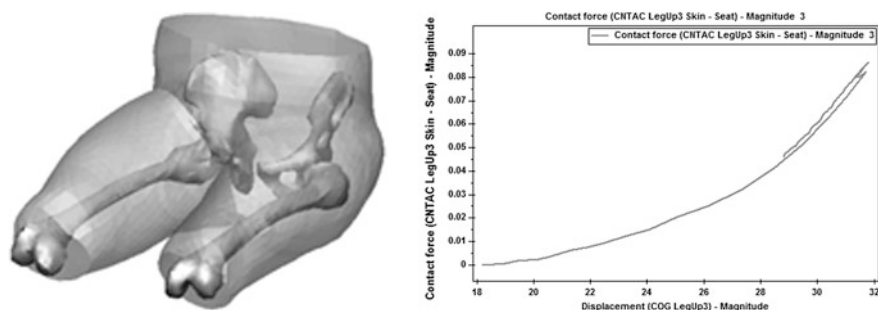 Contact force (CNTAC LegUp3 Skin - Seat) - Magnitude 3
Contact force (CNTAC LegUp3 Skin - Seat) - Magnitude 3
Contact force (CNTAC LegUp3 Skin - Seat) - Magnitude
0.09
0.08
0.07
0.06
0.05
0.04
0.03
0.02
0.01
0
18 20 22 24 26 28 30 32
Displacement (COG LegUp3) - Magnitude